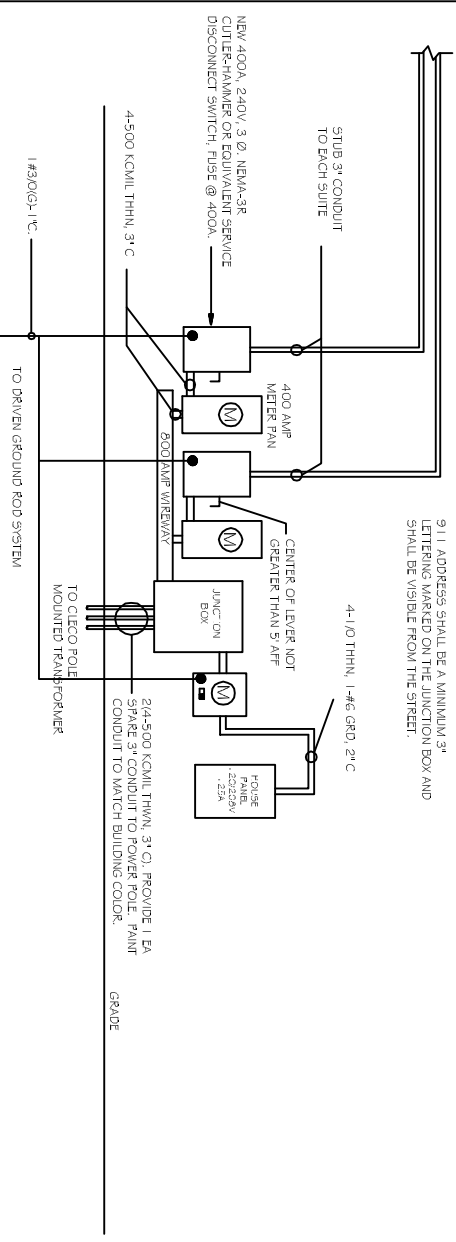 911 ADDRESS SHALL BE A MINIMUM 3"
LETTERING MARKED ON THE JUNCTION BOX AND
SHALL BE VISIBLE FROM THE STREET.
STUB 3" CONDUIT
TO EACH SUITE
4-1/0 THHN, 1-#6 GRD, 2" C
NEW 400A, 240V, 3 Ø, NEMA-3R
CUTLER-HAMMER OR EQUIVALENT SERVICE
DISCONNECT SWITCH, FUSE @ 400A.
400 AMP
METER PAN
CENTER OF LEVER NOT
GREATER THAN 5' AFF
HOUSE
PANEL
4-500 KCMIL THHN, 3" C
M
M
M
800 AMP WIREWAY
JUNCTION
BOX
2(4-500 KCMIL THWN, 3" C). PROVIDE 1 EA
SPARE 3" CONDUIT TO POWER POLE. PAINT
CONDUIT TO MATCH BUILDING COLOR.
TO CLECO POLE
MOUNTED TRANSFORMER
GRADE
1#3/0(G)-1"C.
TO DRIVEN GROUND ROD SYSTEM